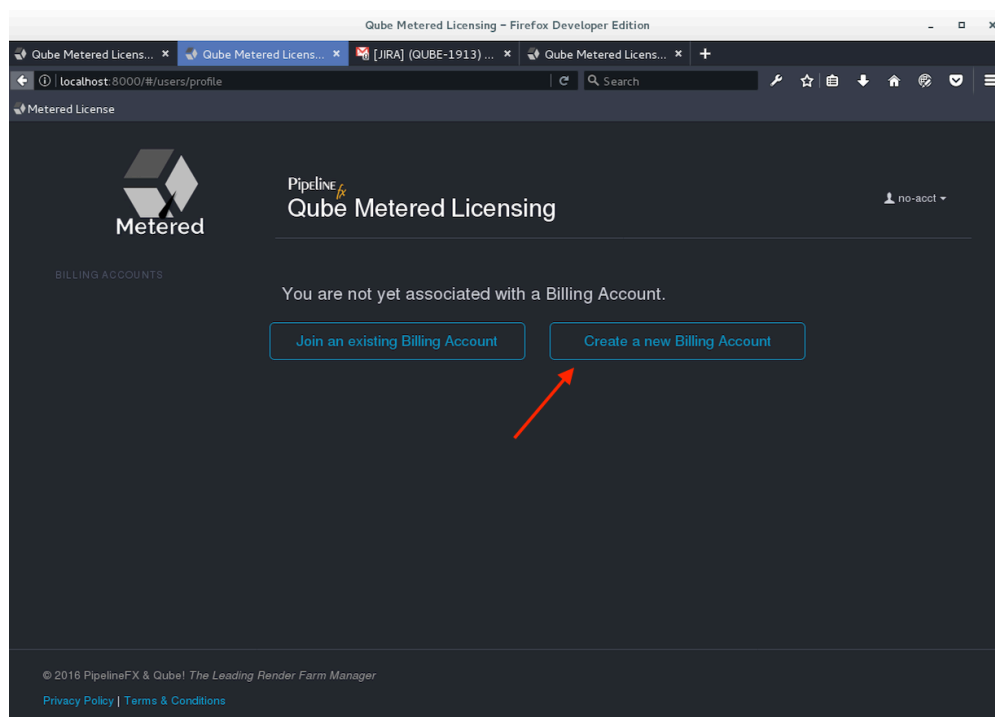 Qube Metered Licensing - Firefox Developer Edition
Qube Metered Licens... × Qube Metered Licens... × [JIRA] (QUBE-1913) ... × Qube Metered Licens... × +
localhost:8000/#/users/profile Search
Metered License
Metered
Pipeline fx
Qube Metered Licensing
no-acct
BILLING ACCOUNTS
You are not yet associated with a Billing Account.
Join an existing Billing Account Create a new Billing Account
© 2016 PipelineFX & Qube! The Leading Render Farm Manager
Privacy Policy | Terms & Conditions